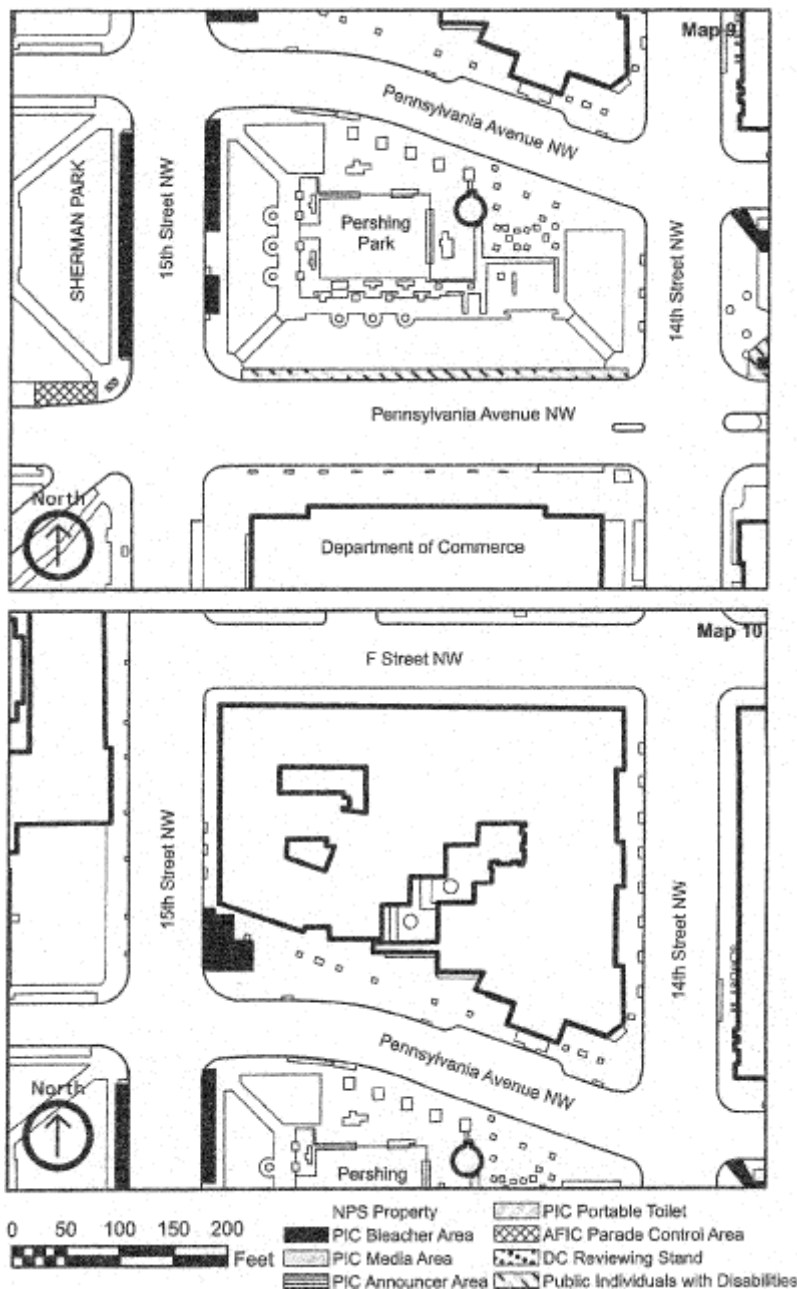 Map 9
Pennsylvania Avenue NW
SHERMAN PARK
15th Street NW
Pershing
Park
14th Street NW
Pennsylvania Avenue NW
North
Department of Commerce
Map 10
F Street NW
15th Street NW
14th Street NW
Pennsylvania Avenue NW
North
Pershing
0 50 100 150 200
Feet
NPS Property
PIC Bleacher Area
PIC Media Area
PIC Announcer Area
PIC Portable Toilet
AFIC Parade Control Area
DC Reviewing Stand
Public Individuals with Disabilities